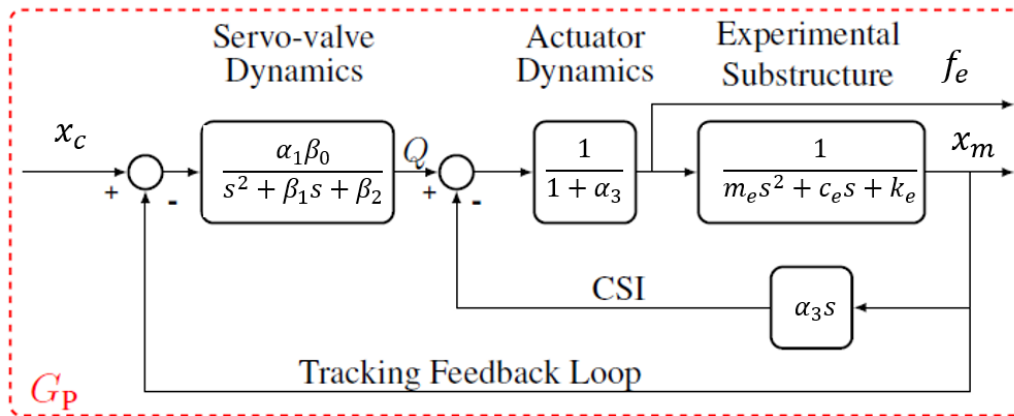 Servo-valve
Dynamics
Actuator
Dynamics
Experimental
Substructure
f_e
x_c
x_m
α₁β₀
s² + β₁s + β₂
Q
1
1 + α₃
1
m_e s² + c_e s + k_e
+
-
+
-
CSI
α₃s
Tracking Feedback Loop
G_P